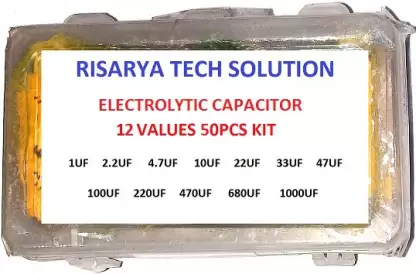 RISARYA TECH SOLUTION
ELECTROLYTIC CAPACITOR
12 VALUES 50PCS KIT
1UF 2.2UF 4.7UF 10UF 22UF 33UF 47UF
100UF 220UF 470UF 680UF 1000UF